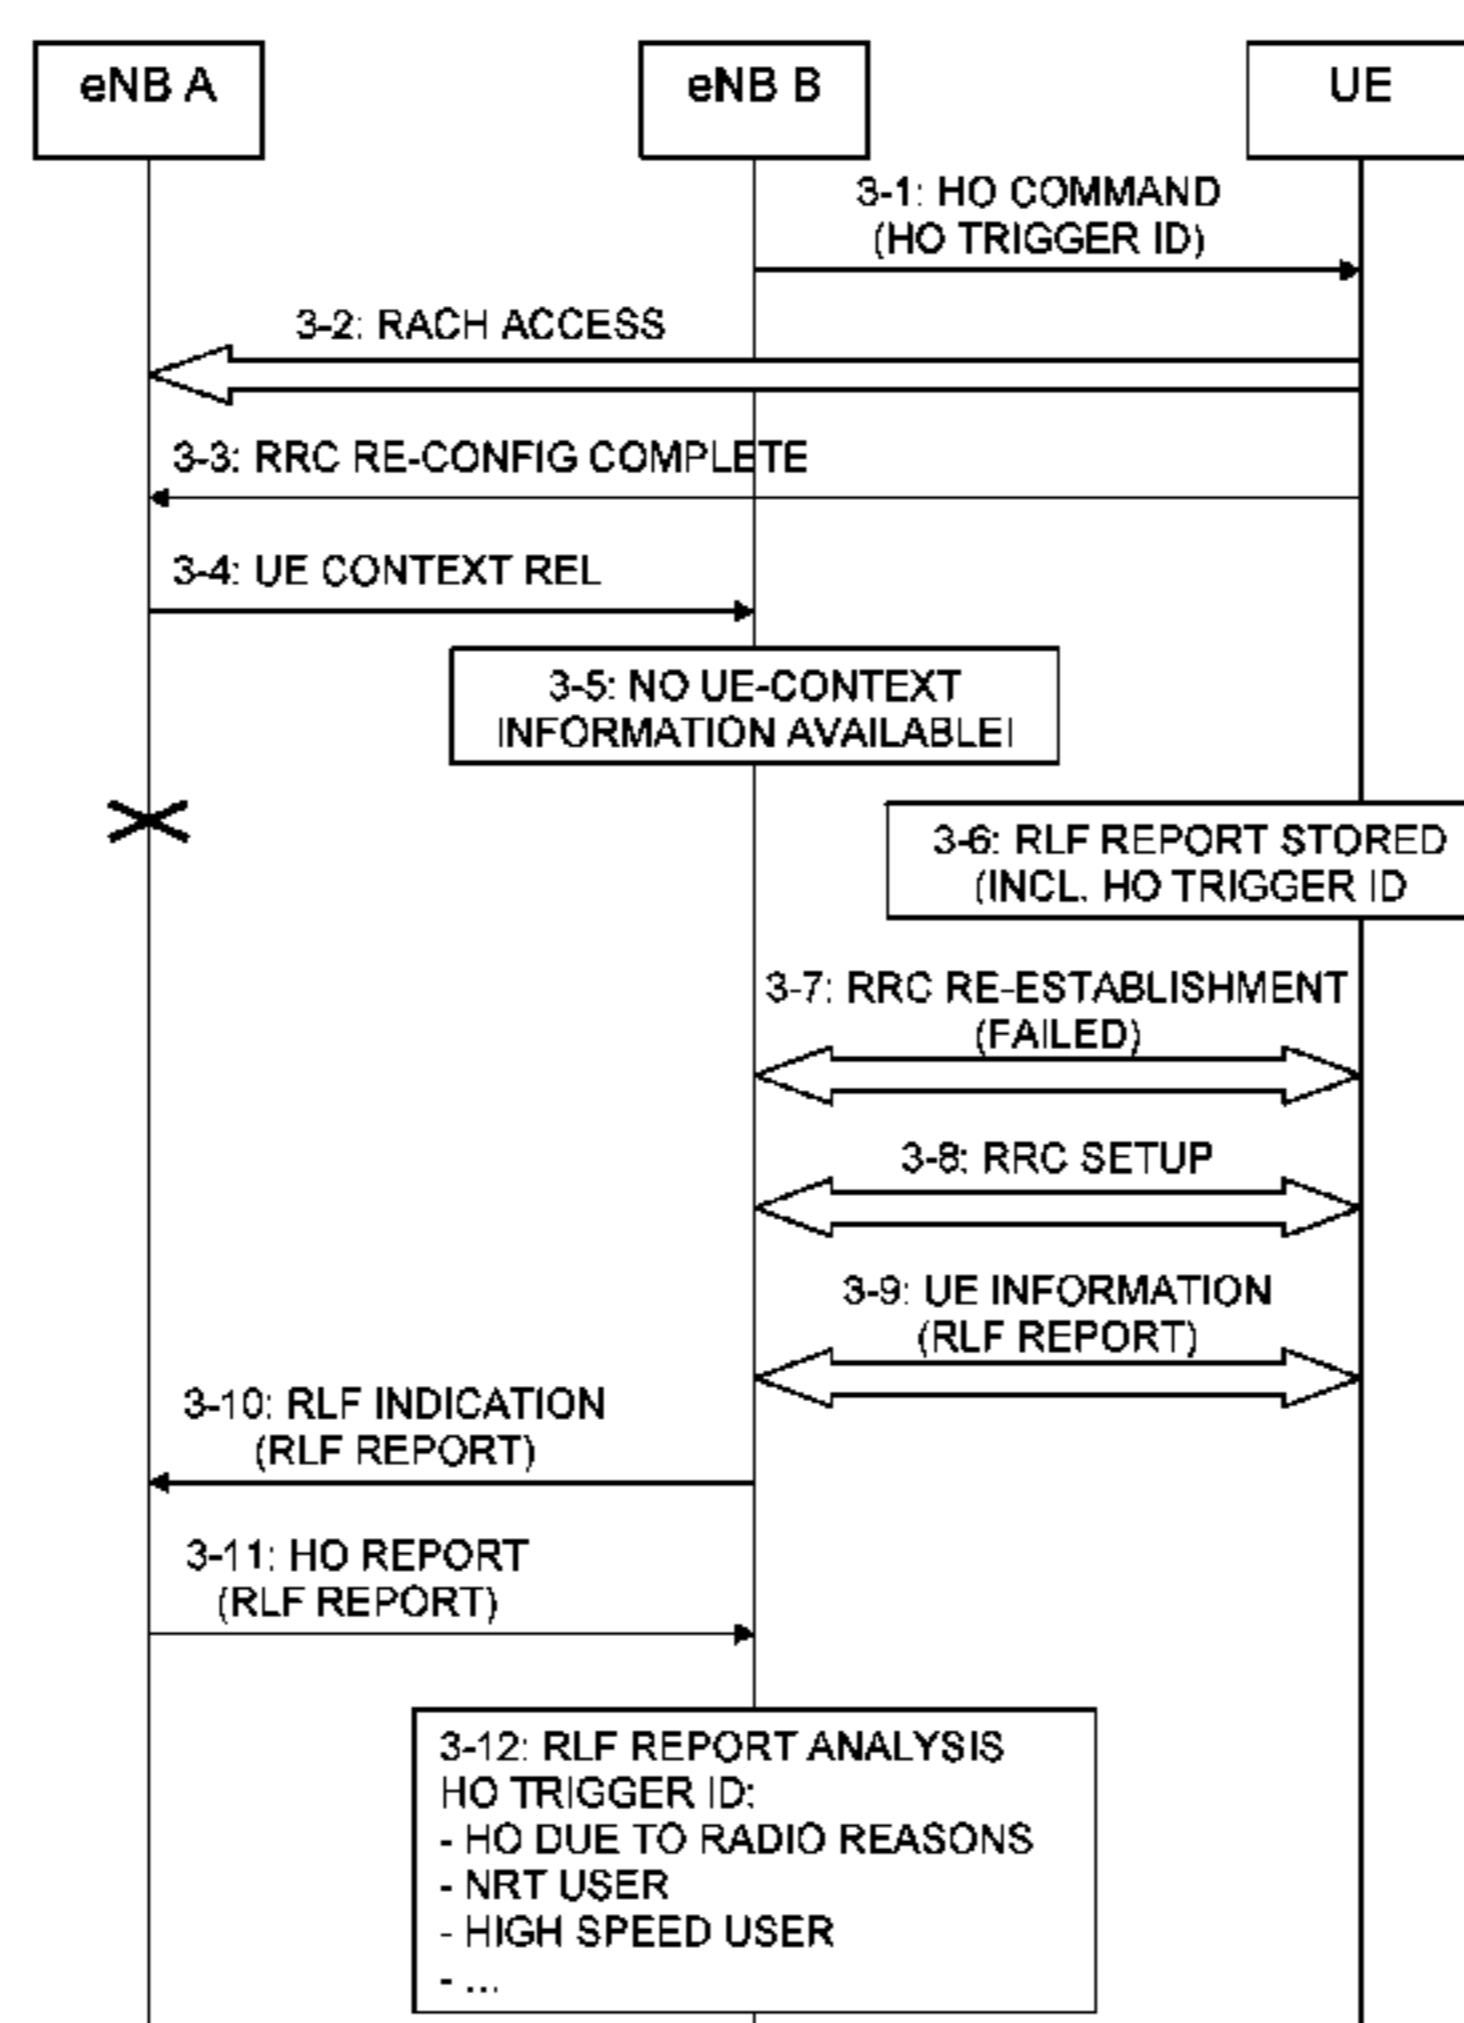 eNB A
eNB B
UE
3-1: HO COMMAND
(HO TRIGGER ID)
3-2: RACH ACCESS
3-3: RRC RE-CONFIG COMPLETE
3-4: UE CONTEXT REL
3-5: NO UE-CONTEXT
INFORMATION AVAILABLE!
3-6: RLF REPORT STORED
(INCL. HO TRIGGER ID
3-7: RRC RE-ESTABLISHMENT
(FAILED)
3-8: RRC SETUP
3-9: UE INFORMATION
(RLF REPORT)
3-10: RLF INDICATION
(RLF REPORT)
3-11: HO REPORT
(RLF REPORT)
3-12: RLF REPORT ANALYSIS
HO TRIGGER ID:
- HO DUE TO RADIO REASONS
- NRT USER
- HIGH SPEED USER
- ...